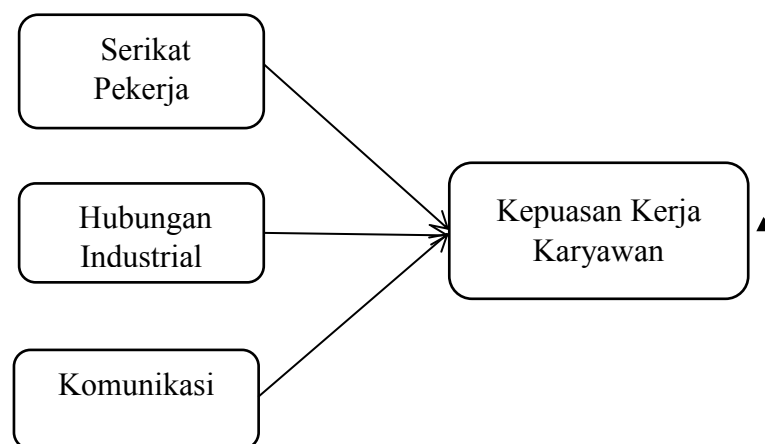 Serikat
Pekerja
Hubungan
Industrial
Kepuasan Kerja
Karyawan
Komunikasi